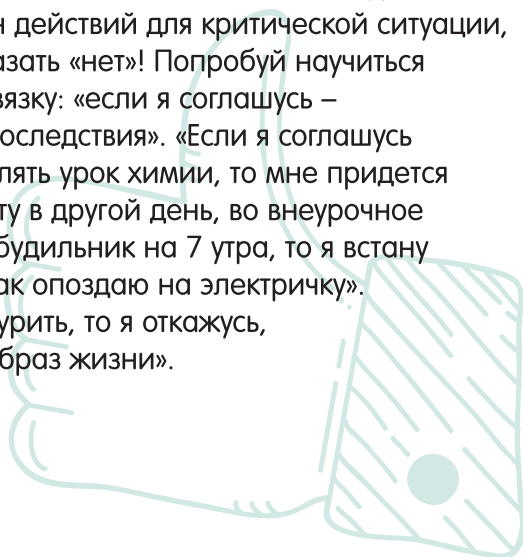 н действий для критической ситуации,
азать «нет»! Попробуй научиться
вязку: «если я соглашусь –
оследствия». «Если я соглашусь
лять урок химии, то мне придется
ту в другой день, во внеурочное
будильник на 7 утра, то я встану
ак опоздаю на электричку».
урить, то я откажусь,
браз жизни».